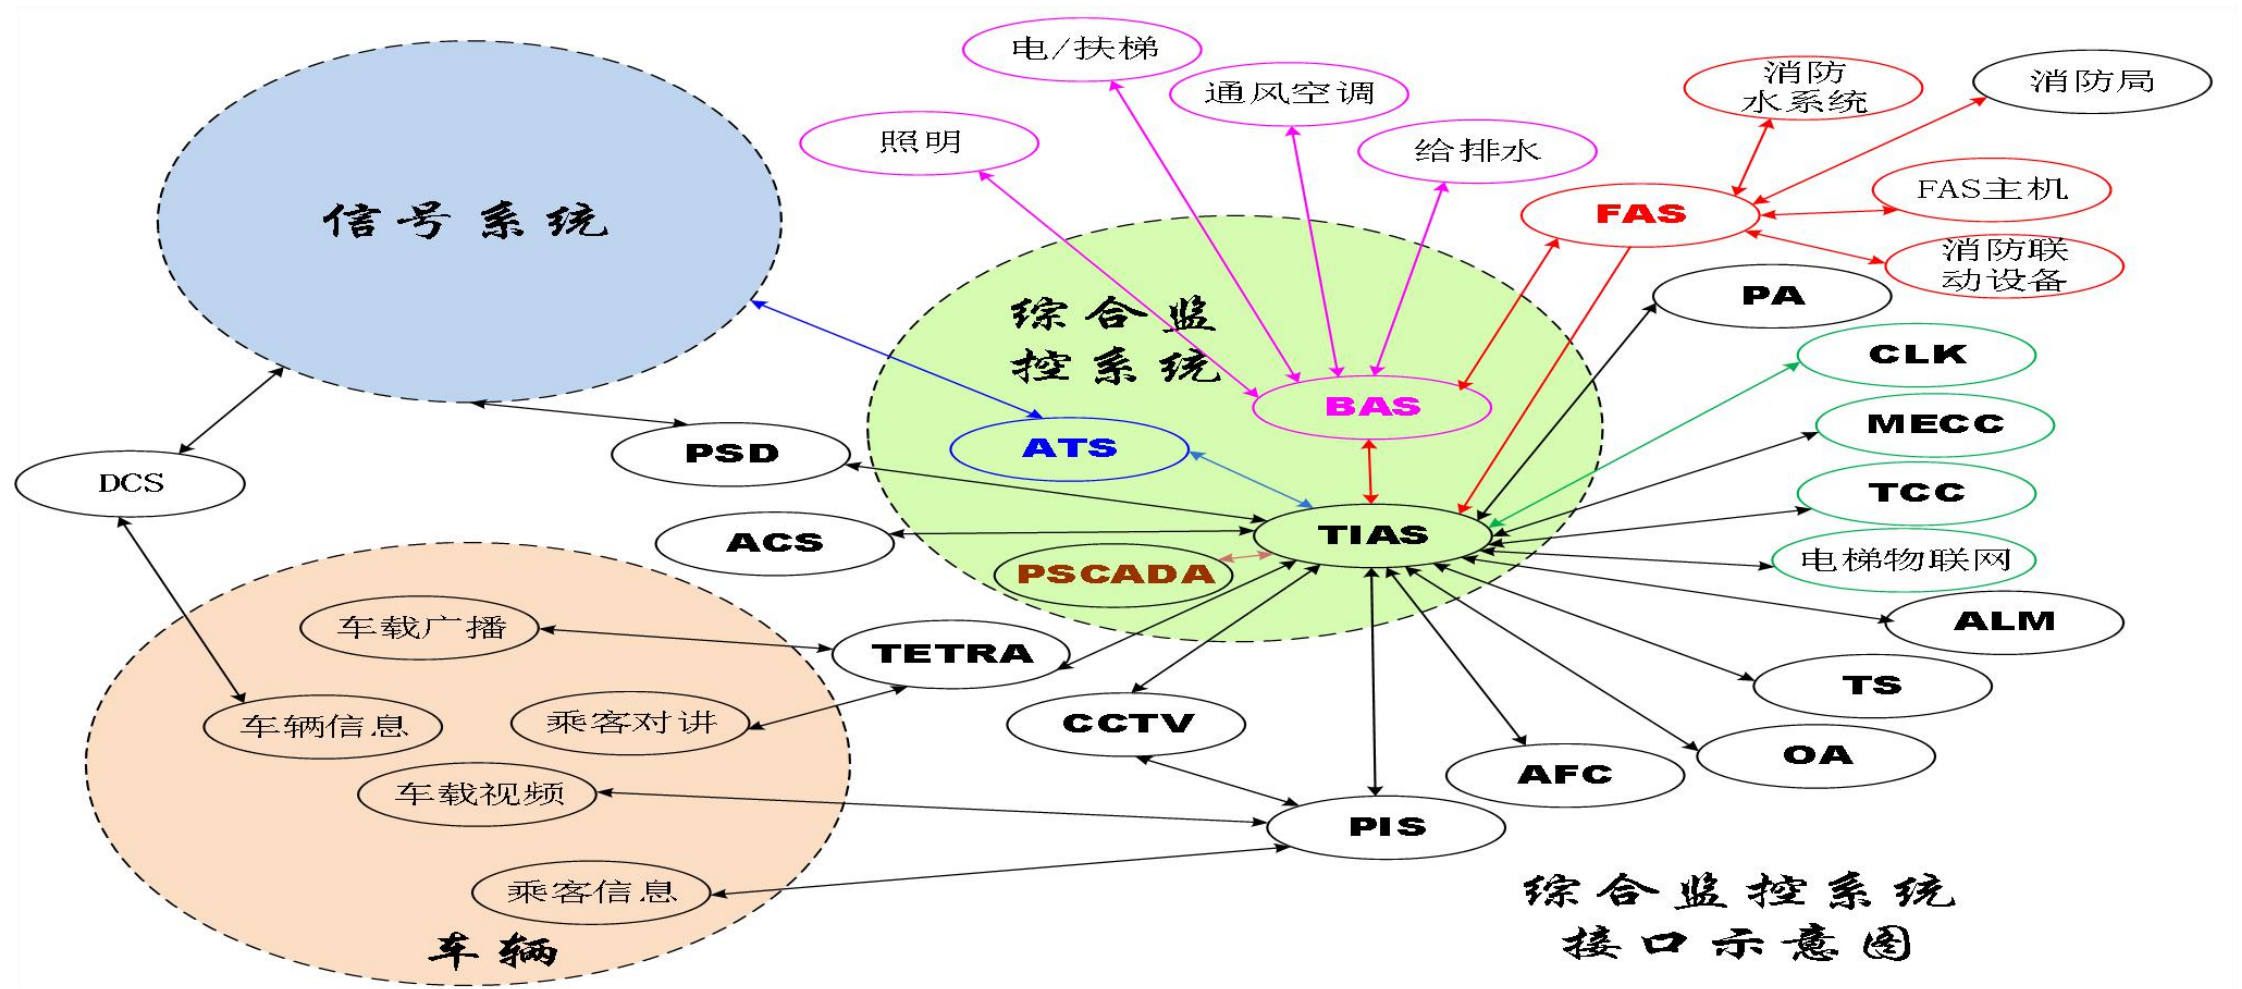 电/扶梯
通风空调
照明
给排水
消防
水系统
消防局
FAS主机
消防联
动设备
FAS
信号系统
综合监
控系统
PA
CLK
MECC
TCC
电梯物联网
BAS
ATS
TIAS
PSCADA
PSD
DCS
ACS
ALM
TS
OA
AFC
TETRA
CCTV
PIS
车载广播
车辆信息
乘客对讲
车载视频
乘客信息
车辆
综合监控系统
接口示意图